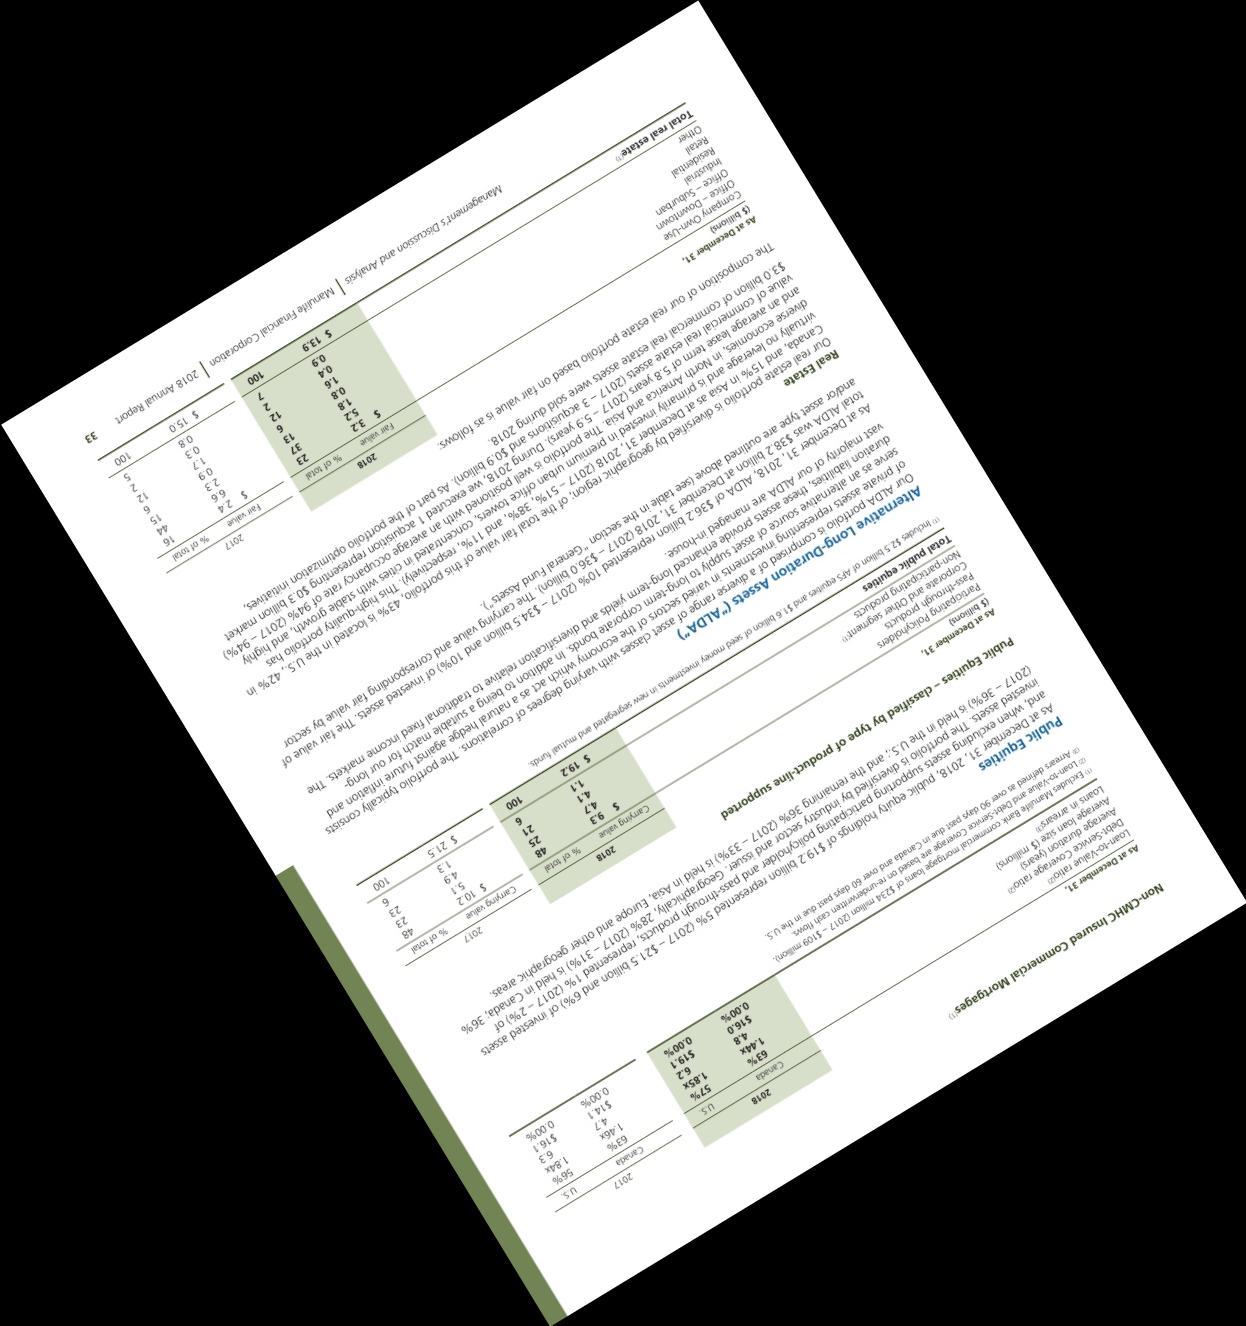 Non-CMHC Insured Commercial Mortgages(1)
2018 2017
As at December 31, Canada U.S. Canada U.S.
Loan-to-Value ratio(2) 63% 57% 63% 56%
Debt-Service Coverage ratio(2) 1.44x 1.85x 1.46x 1.84x
Average duration (years) 4.8 6.2 4.7 6.3
Average loan size ($ millions) $16.0 $19.1 $14.1 $16.1
Loans in arrears(3) 0.00% 0.00% 0.00% 0.00%
(1) Excludes Manulife Bank commercial mortgage loans of $234 million (2017 – $109 million).
(2) Loan-to-Value and Debt-Service Coverage are based on re-underwritten cash flows.
(3) Arrears defined as over 90 days past due in Canada and over 60 days past due in the U.S.
Public Equities
As at December 31, 2018, public equity holdings of $19.2 billion represented 5% (2017 – $21.5 billion and 6%) of invested assets
and, when excluding assets supporting participating policyholder and pass-through products, represented 1% (2017 – 2%) of
invested assets. The portfolio is diversified by industry sector and issuer. Geographically, 28% (2017 – 31%) is held in Canada, 36%
(2017 – 36%) is held in the U.S., and the remaining 36% (2017 – 33%) is held in Asia, Europe and other geographic areas.
Public Equities – classified by type of product-line supported
2018 2017
As at December 31,
($ billions) Carrying value % of total Carrying value % of total
Participating Policyholders $ 9.3 48 $ 10.2 48
Pass-through products 4.7 25 5.1 23
Corporate and Other segment(1) 4.1 21 4.9 23
Non-participating products 1.1 6 1.3 6
Total public equities $ 19.2 100 $ 21.5 100
(1) Includes $2.5 billion of AFS equities and $1.6 billion of seed money investments in new segregated and mutual funds.
Alternative Long-Duration Assets (“ALDA”)
Our ALDA portfolio is comprised of a diverse range of asset classes with varying degrees of correlations. The portfolio typically consists
of private assets representing investments in varied sectors of the economy which act as a natural hedge against future inflation and
serve as an alternative source of asset supply to long-term corporate bonds. In addition to being a suitable match for our long-
duration liabilities, these assets provide enhanced long-term yields and diversification relative to traditional fixed income markets. The
vast majority of our ALDA are managed in-house.
As at December 31, 2018, ALDA of $36.2 billion represented 10% (2017 – $34.5 billion and 10%) of invested assets. The fair value of
total ALDA was $38.2 billion at December 31, 2018 (2017 – $36.0 billion). The carrying value and corresponding fair value by sector
and/or asset type are outlined above (see table in the section “General Fund Assets”).
Real Estate
Our real estate portfolio is diversified by geographic region; of the total fair value of this portfolio, 43% is located in the U.S., 42% in
Canada, and 15% in Asia as at December 31, 2018 (2017 – 51%, 38%, and 11%, respectively). This high-quality portfolio has
virtually no leverage and is primarily invested in premium urban office towers, concentrated in cities with stable growth, and highly
diverse economies, in North America and Asia. The portfolio is well positioned with an average occupancy rate of 94% (2017 – 94%)
and an average lease term of 5.8 years (2017 – 5.9 years). During 2018, we executed 1 acquisition representing $0.3 billion market
value of commercial real estate assets (2017 – 3 acquisitions and $0.9 billion). As part of the portfolio optimization initiatives,
$3.0 billion of commercial real estate assets were sold during 2018.
The composition of our real estate portfolio based on fair value is as follows:
2018 2017
As at December 31,
($ billions) Fair value % of total Fair value % of total
Company Own-Use $ 3.2 23 $ 2.4 16
Office – Downtown 5.2 37 6.6 44
Office – Suburban 1.8 13 2.3 15
Industrial 0.8 6 0.9 6
Residential 1.6 12 1.7 12
Retail 0.4 2 0.3 2
Other 0.9 7 0.8 5
Total real estate(1) $ 13.9 100 $ 15.0 100
Management's Discussion and Analysis | Manulife Financial Corporation | 2018 Annual Report 33